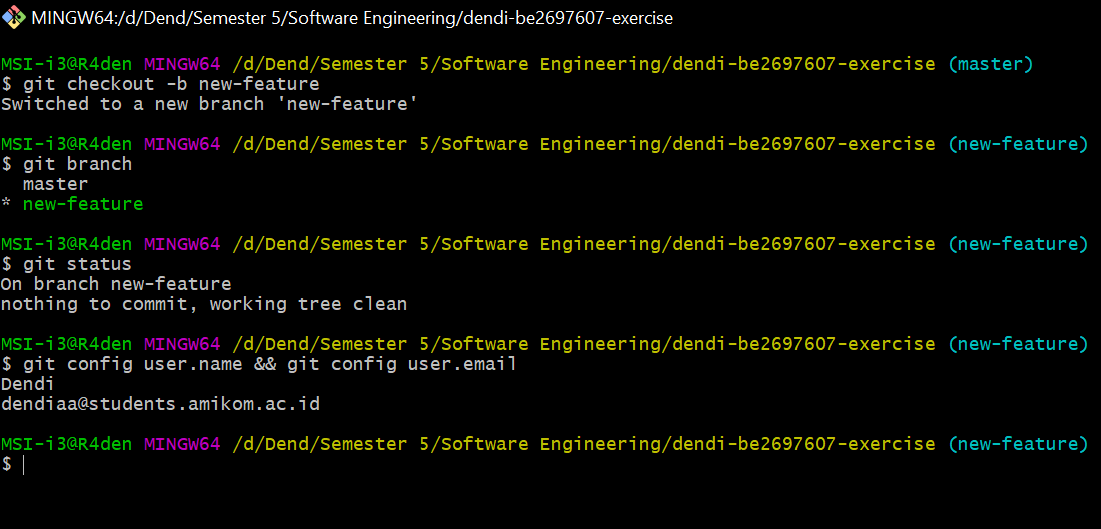 MINGW64:/d/Dend/Semester 5/Software Engineering/dendi-be2697607-exercise
MSI-i3@R4den MINGW64 /d/Dend/Semester 5/Software Engineering/dendi-be2697607-exercise (master)
$ git checkout -b new-feature
Switched to a new branch 'new-feature'
MSI-i3@R4den MINGW64 /d/Dend/Semester 5/Software Engineering/dendi-be2697607-exercise (new-feature)
$ git branch
  master
* new-feature
MSI-i3@R4den MINGW64 /d/Dend/Semester 5/Software Engineering/dendi-be2697607-exercise (new-feature)
$ git status
On branch new-feature
nothing to commit, working tree clean
MSI-i3@R4den MINGW64 /d/Dend/Semester 5/Software Engineering/dendi-be2697607-exercise (new-feature)
$ git config user.name && git config user.email
Dendi
dendiaa@students.amikom.ac.id
MSI-i3@R4den MINGW64 /d/Dend/Semester 5/Software Engineering/dendi-be2697607-exercise (new-feature)
$